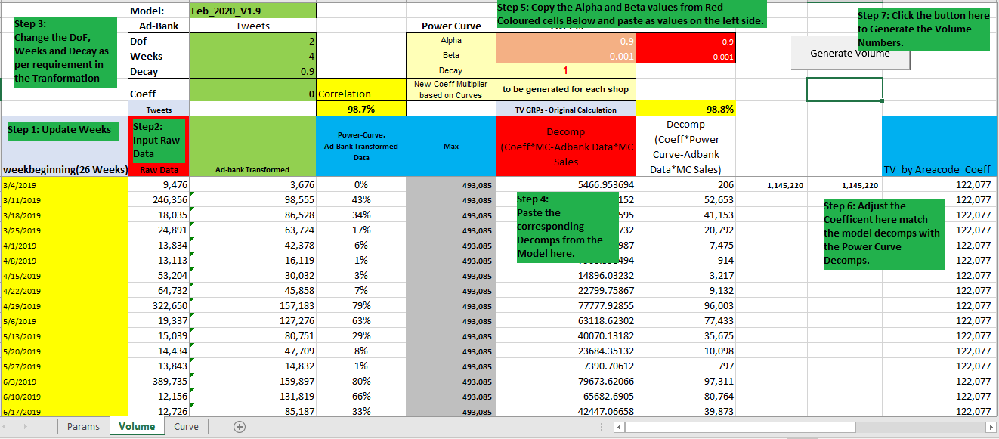 Model: Feb_2020_V1.9
Step 5: Copy the Alpha and Beta values from Red
Coloured cells Below and paste as values on the left side.
Step 7: Click the button here
to Generate the Volume
Numbers.
Step 3:
Change the DoF,
Weeks and Decay as
per requirement in
the Tranformation
Ad-Bank Tweets Power Curve
Dof 2 Alpha 0.9 0.9
Weeks 4 Beta 0.001 0.001
Generate Volume
Decay 0.9 Decay 1
Coeff 0 Correlation New Coeff Multiplier
based on Curves
to be generated for each shop
Tweets 98.7% TV GRPs - Original Calculation 98.8%
Step 1: Update Weeks
Step2:
Input Raw
Data
weekbeginning(26 Weeks)
Raw Data
Ad-bank Transformed
Power-Curve,
Ad-Bank Transformed
Data
Max
Decomp
(Coeff*MC-Adbank Data*MC
Sales
Decomp
(Coeff*Power
Curve-Adbank
Data*MC Sales)
TV_by Areacode_Coeff
3/4/2019 9,476 3,676 0% 493,085 5466.953694 206 1,145,220 1,145,220 122,077
3/11/2019 246,356 98,555 43% 493,085 152 52,653 122,077
3/18/2019 18,035 86,528 34% 493,085 595 41,153 122,077
3/25/2019 24,891 63,724 17% 493,085 732 20,792 122,077
4/1/2019 13,834 42,378 6% 493,085 987 7,475 122,077
4/8/2019 13,113 16,119 1% 493,085 494 914 122,077
Step 4:
Paste the
corresponding
Decomps from the
Model here.
Step 6: Adjust the
Coefficent here match
the model decomps with
the Power Curve
Decomps.
4/15/2019 53,204 30,032 3% 493,085 14896.03232 3,217 122,077
4/22/2019 64,732 45,858 7% 493,085 22799.75867 9,132 122,077
4/29/2019 322,650 157,183 79% 493,085 77777.92855 96,003 122,077
5/6/2019 19,337 127,276 63% 493,085 63118.62302 77,433 122,077
5/13/2019 15,039 80,751 29% 493,085 40070.13182 35,675 122,077
5/20/2019 14,434 47,709 8% 493,085 23684.35132 10,098 122,077
5/27/2019 13,843 14,832 1% 493,085 7390.70612 797 122,077
6/3/2019 389,735 159,897 80% 493,085 79673.62066 97,311 122,077
6/10/2019 12,156 131,819 66% 493,085 65682.6905 80,764 122,077
6/17/2019 12,726 85,187 33% 493,085 42447.06658 39,873 122,077
Params Volume Curve